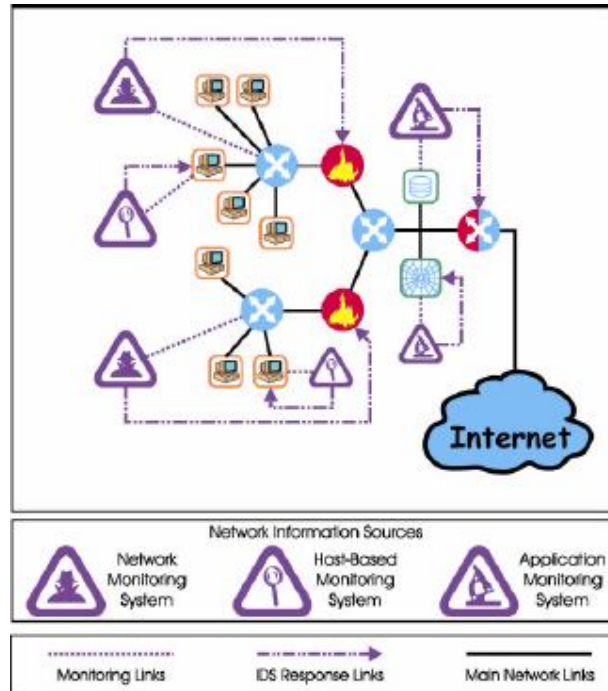 Internet
Network Information Sources
Network
Monitoring
System
Host-Based
Monitoring
System
Application
Monitoring
System
Monitoring Links
IDS Response Links
Main Network Links